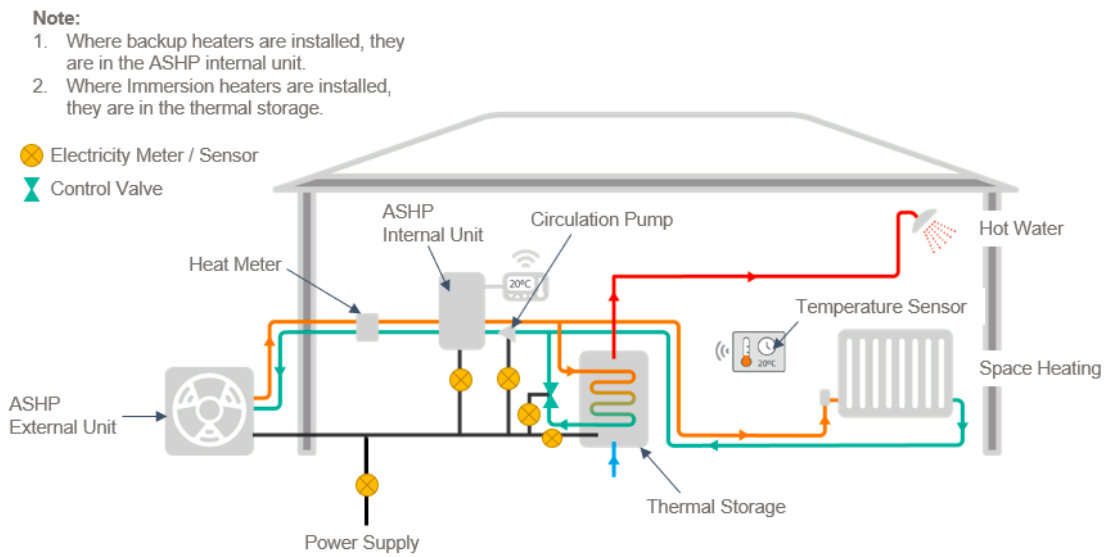 Note:
1. Where backup heaters are installed, they
are in the ASHP internal unit.
2. Where Immersion heaters are installed,
they are in the thermal storage.
Electricity Meter / Sensor
Control Valve
ASHP
Internal Unit
Circulation Pump
Hot Water
Heat Meter
20ºC
Temperature Sensor
20ºC
Space Heating
ASHP
External Unit
Thermal Storage
Power Supply